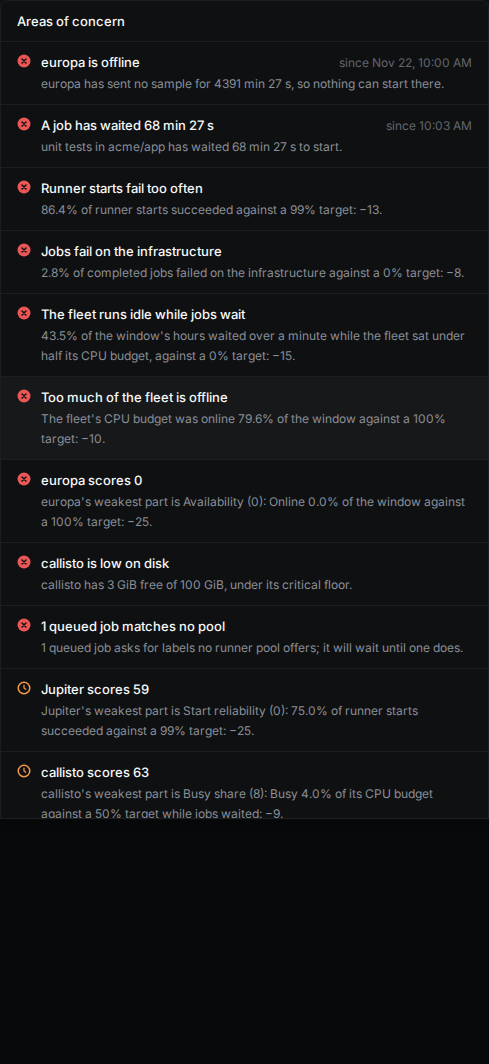 Areas of concern
europa is offline
since Nov 22, 10:00 AM
europa has sent no sample for 4391 min 27 s, so nothing can start there.
A job has waited 68 min 27 s
since 10:03 AM
unit tests in acme/app has waited 68 min 27 s to start.
Runner starts fail too often
86.4% of runner starts succeeded against a 99% target: −13.
Jobs fail on the infrastructure
2.8% of completed jobs failed on the infrastructure against a 0% target: −8.
The fleet runs idle while jobs wait
43.5% of the window's hours waited over a minute while the fleet sat under
half its CPU budget, against a 0% target: −15.
Too much of the fleet is offline
The fleet's CPU budget was online 79.6% of the window against a 100%
target: −10.
europa scores 0
europa's weakest part is Availability (0): Online 0.0% of the window against
a 100% target: −25.
callisto is low on disk
callisto has 3 GiB free of 100 GiB, under its critical floor.
1 queued job matches no pool
1 queued job asks for labels no runner pool offers; it will wait until one does.
Jupiter scores 59
Jupiter's weakest part is Start reliability (0): 75.0% of runner starts
succeeded against a 99% target: −25.
callisto scores 63
callisto's weakest part is Busy share (8): Busy 4.0% of its CPU budget
against a 50% target while jobs waited: −9.